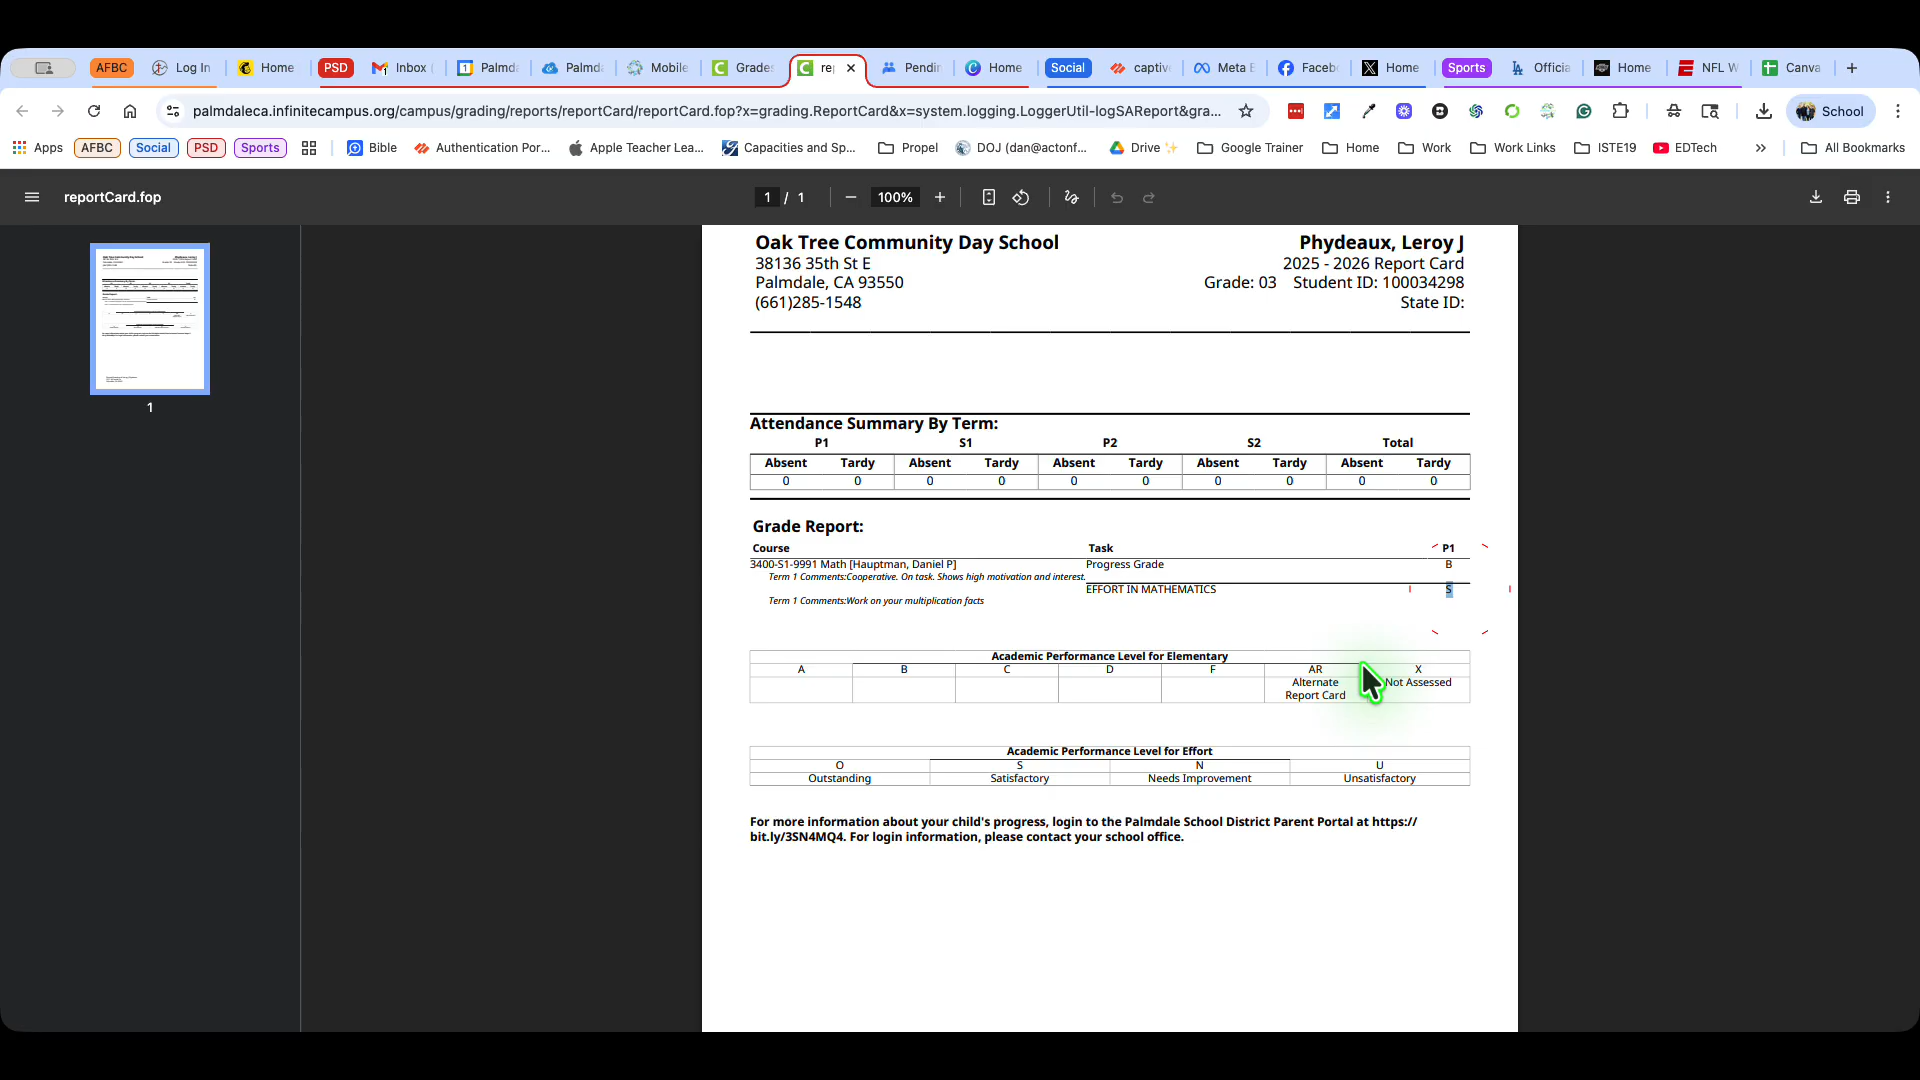 AFBC Log In Home PSD Inbox Palmda Palmda Mobile Grades re Pendin Home Social captiv Meta B Faceb Home Sports Officia Home NFL W Canva
palmdaleca.infinitecampus.org/campus/grading/reports/reportCard/reportCard.fop?x=grading.ReportCard&x=system.logging.LoggerUtil-logSAReport&gra... School
Apps AFBC Social PSD Sports Bible Authentication Por... Apple Teacher Lea... Capacities and Sp... Propel DOJ (dan@actonf... Drive Google Trainer Home Work Work Links ISTE19 EDTech » All Bookmarks
reportCard.fop 1 / 1 100%
1
Oak Tree Community Day School Phydeaux, Leroy J
38136 35th St E 2025 - 2026 Report Card
Palmdale, CA 93550 Grade: 03 Student ID: 100034298
(661)285-1548 State ID:
Attendance Summary By Term:
P1 S1 P2 S2 Total
Absent Tardy Absent Tardy Absent Tardy Absent Tardy Absent Tardy
0 0 0 0 0 0 0 0 0 0
Grade Report:
Course Task P1
3400-S1-9991 Math [Hauptman, Daniel P] Progress Grade B
Term 1 Comments:Cooperative. On task. Shows high motivation and interest.
EFFORT IN MATHEMATICS S
Term 1 Comments:Work on your multiplication facts
Academic Performance Level for Elementary
A B C D F AR X
Alternate Not Assessed
Report Card
Academic Performance Level for Effort
O S N U
Outstanding Satisfactory Needs Improvement Unsatisfactory
For more information about your child's progress, login to the Palmdale School District Parent Portal at https://
bit.ly/3SN4MQ4. For login information, please contact your school office.